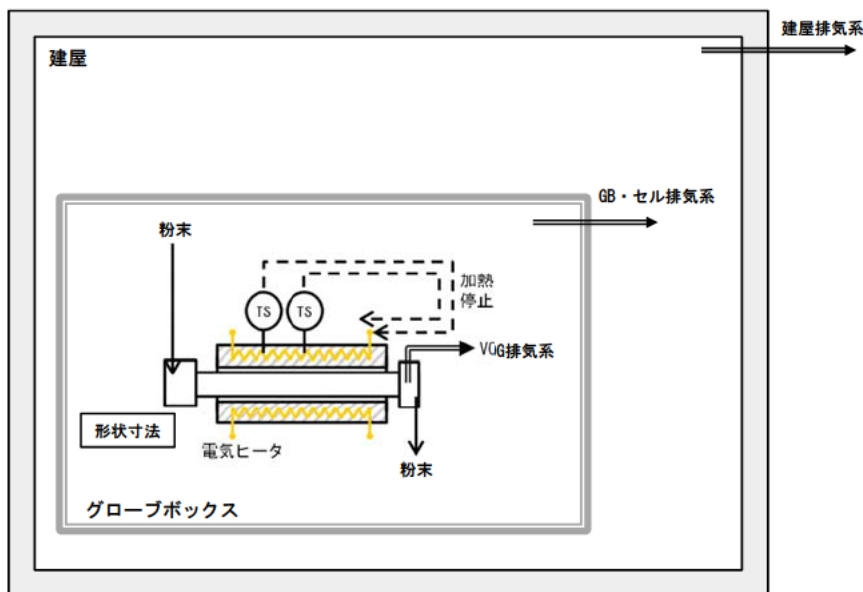 建屋排気系
建屋
GB・セル排気系
粉末
加熱
停止
TS
TS
VOG排気系
形状寸法
電気ヒータ
粉末
グローブボックス